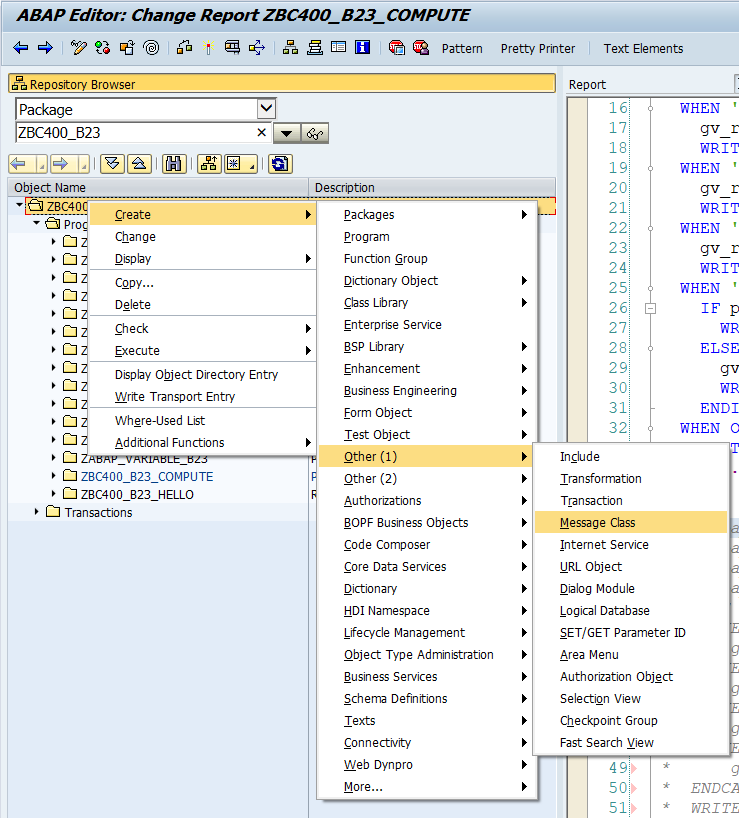 ABAP Editor: Change Report ZBC400_B23_COMPUTE
Pattern Pretty Printer Text Elements
Repository Browser
Package
ZBC400_B23
Object Name Description
ZBC400
Prog
Z
Z
Z
Z
Z
Z
Z
Z
Z
Z
Z
Z
ZABAP_VARIABLE_B23 P
ZBC400_B23_COMPUTE P
ZBC400_B23_HELLO R
Transactions
Create
Change
Display
Copy...
Delete
Check
Execute
Display Object Directory Entry
Write Transport Entry
Where-Used List
Additional Functions
Packages
Program
Function Group
Dictionary Object
Class Library
Enterprise Service
BSP Library
Enhancement
Business Engineering
Form Object
Test Object
Other (1)
Other (2)
Authorizations
BOPF Business Objects
Code Composer
Core Data Services
Dictionary
HDI Namespace
Lifecycle Management
Object Type Administration
Business Services
Schema Definitions
Texts
Connectivity
Web Dynpro
More...
Include
Transformation
Transaction
Message Class
Internet Service
URL Object
Dialog Module
Logical Database
SET/GET Parameter ID
Area Menu
Authorization Object
Selection View
Checkpoint Group
Fast Search View
Report
16 WHEN '
17 gv_r
18 WRIT
19 WHEN '
20 gv_r
21 WRIT
22 WHEN '
23 gv_r
24 WRIT
25 WHEN '
26 IF p
27 WR
28 ELSE
29 gv
30 WR
31 ENDI
32 WHEN O
49 * g
50 * ENDCA
51 * WRITE